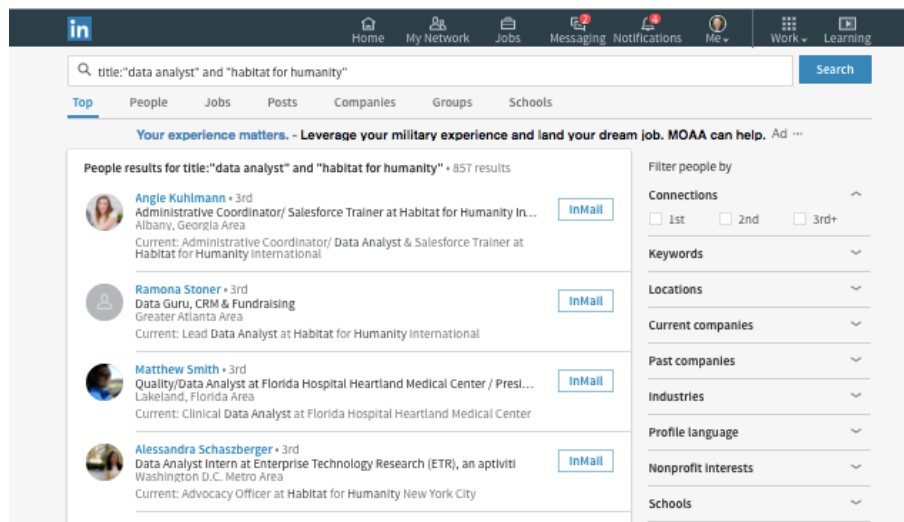 in
2
4
Home My Network Jobs Messaging Notifications Me Work Learning
title:"data analyst" and "habitat for humanity"
Search
Top People Jobs Posts Companies Groups Schools
Your experience matters. - Leverage your military experience and land your dream job. MOAA can help. Ad ···
People results for title:"data analyst" and "habitat for humanity" • 857 results
Angie Kuhlmann • 3rd
Administrative Coordinator/ Salesforce Trainer at Habitat for Humanity In...
Albany, Georgia Area
Current: Administrative Coordinator/ Data Analyst & Salesforce Trainer at
Habitat for Humanity International
InMail
Ramona Stoner • 3rd
Data Guru, CRM & Fundraising
Greater Atlanta Area
Current: Lead Data Analyst at Habitat for Humanity International
InMail
Matthew Smith • 3rd
Quality/Data Analyst at Florida Hospital Heartland Medical Center / Presi...
Lakeland, Florida Area
Current: Clinical Data Analyst at Florida Hospital Heartland Medical Center
InMail
Alessandra Schaszberger • 3rd
Data Analyst Intern at Enterprise Technology Research (ETR), an aptiviti
Washington D.C. Metro Area
Current: Advocacy Officer at Habitat for Humanity New York City
InMail
Filter people by
Connections
1st 2nd 3rd+
Keywords
Locations
Current companies
Past companies
Industries
Profile language
Nonprofit interests
Schools